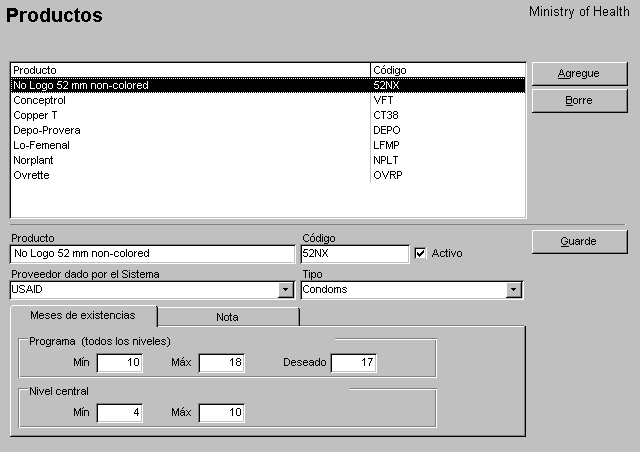 Productos
Ministry of Health
Producto Código
No Logo 52 mm non-colored 52NX
Conceptrol VFT
Copper T CT38
Depo-Provera DEPO
Lo-Femenal LFMP
Norplant NPLT
Ovrette OVRP
Agregue
Borre
Producto Código
No Logo 52 mm non-colored 52NX Activo
Guarde
Proveedor dado por el Sistema Tipo
USAID Condoms
Meses de existencias Nota
Programa (todos los niveles)
Mín 10 Máx 18 Deseado 17
Nivel central
Mín 4 Máx 10